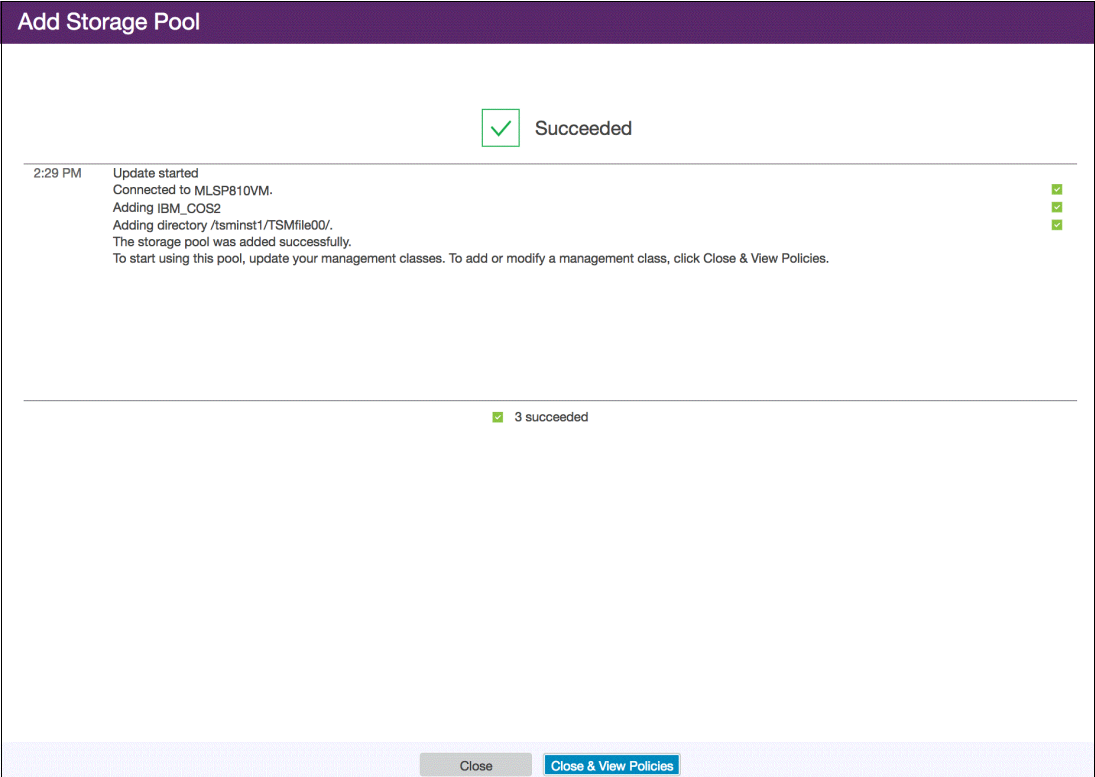 Add Storage Pool
Succeeded
2:29 PM Update started
Connected to MLSP810VM.
Adding IBM_COS2
Adding directory /tsminst1/TSMfile00/.
The storage pool was added successfully.
To start using this pool, update your management classes. To add or modify a management class, click Close & View Policies.
3 succeeded
Close Close & View Policies